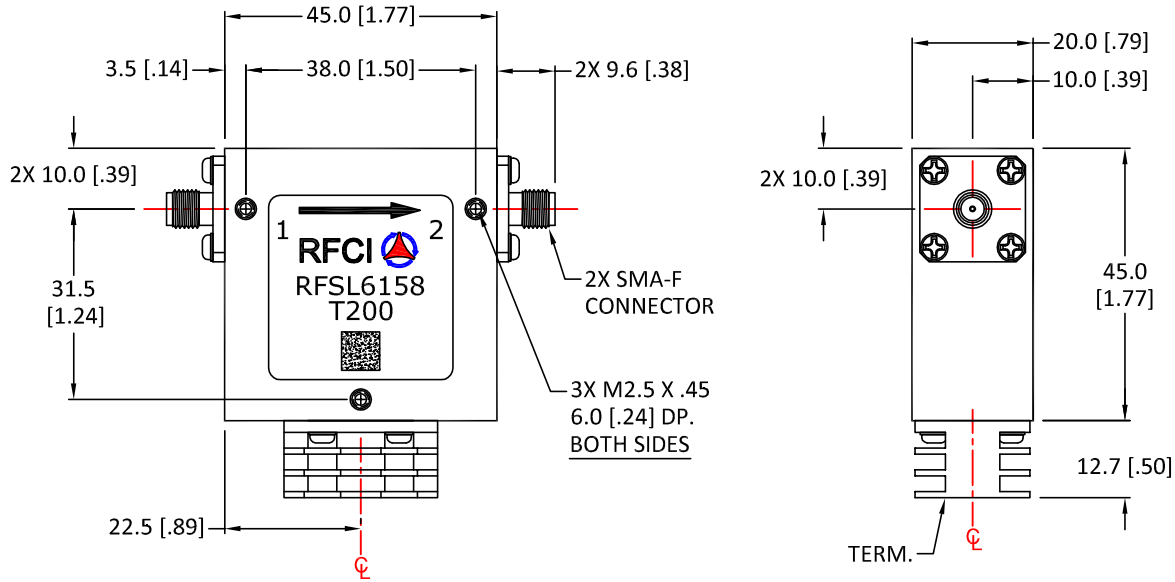 45.0 [1.77]
3.5 [.14]
38.0 [1.50]
2X 9.6 [.38]
2X 10.0 [.39]
31.5
[1.24]
1
2
RFCI
RFSL6158
T200
2X SMA-F
CONNECTOR
3X M2.5 X .45
6.0 [.24] DP.
BOTH SIDES
22.5 [.89]
℄
20.0 [.79]
10.0 [.39]
2X 10.0 [.39]
45.0
[1.77]
12.7 [.50]
TERM.
℄